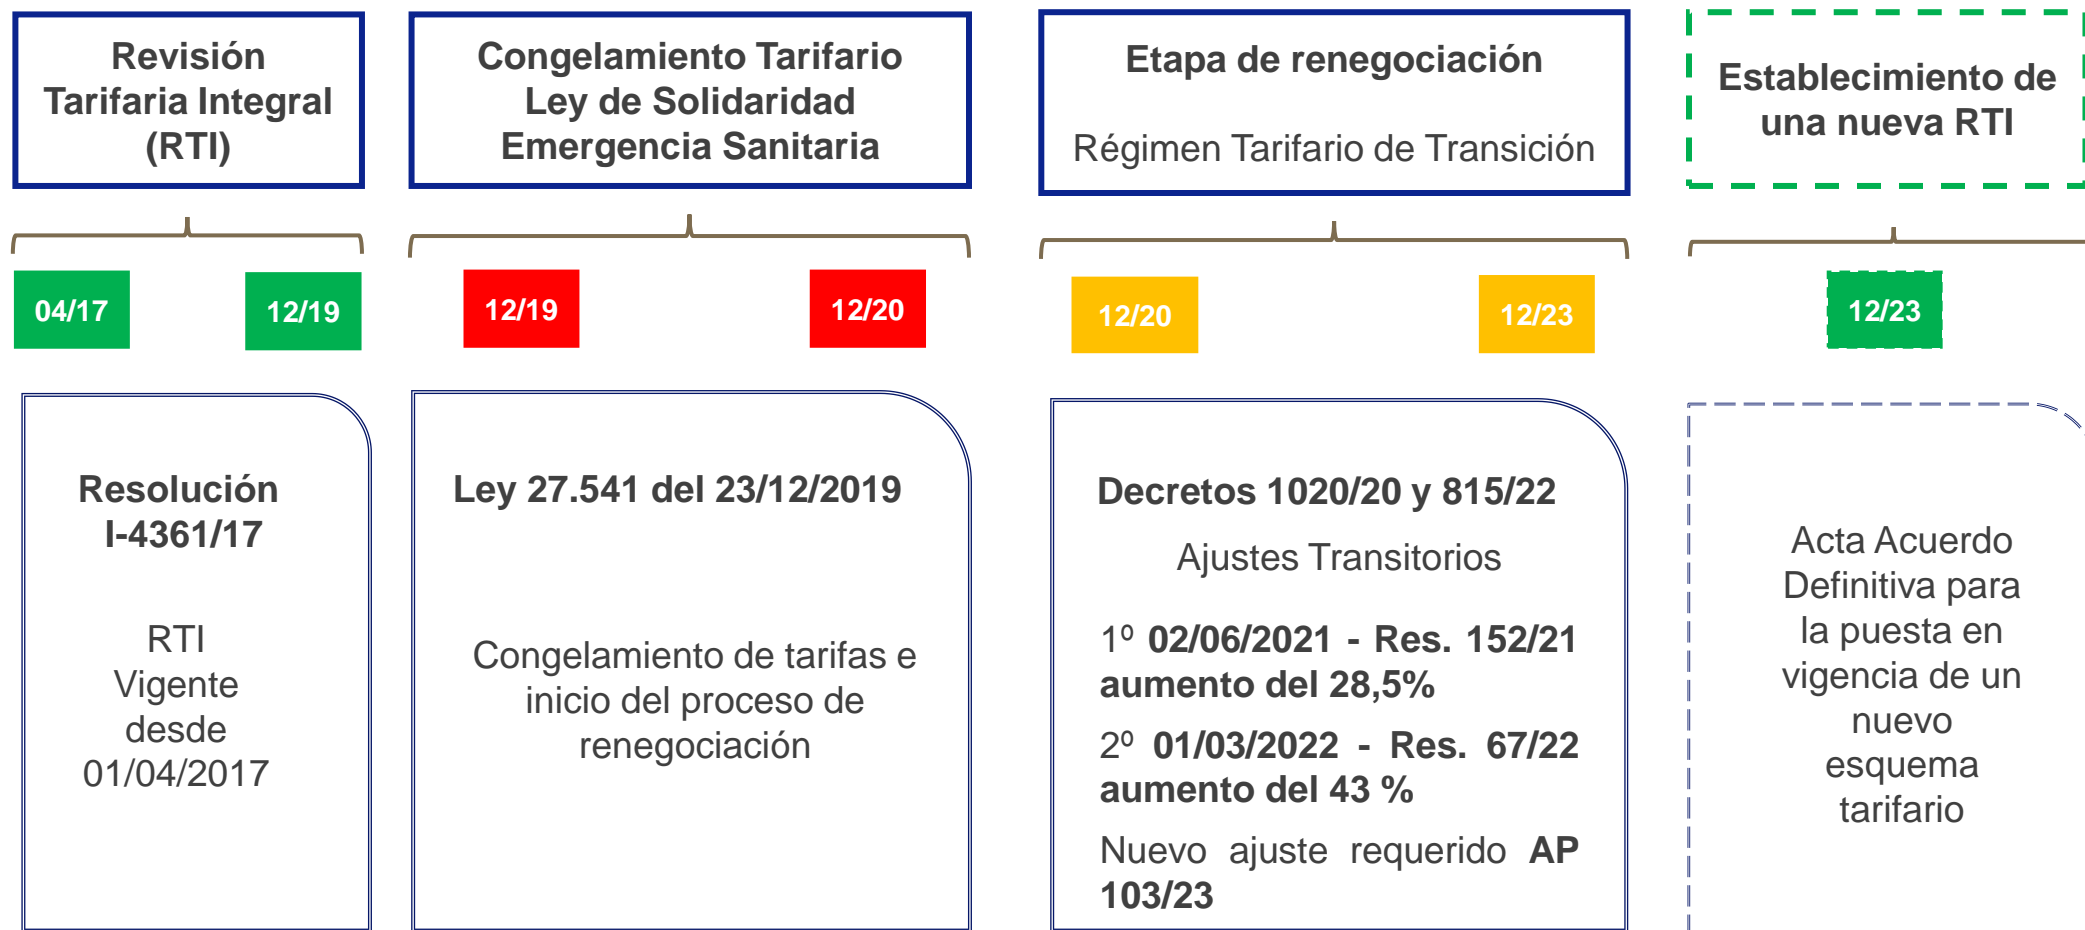 Revisión
Tarifaria Integral
(RTI)
Congelamiento Tarifario
Ley de Solidaridad
Emergencia Sanitaria
Etapa de renegociación
Régimen Tarifario de Transición
Establecimiento de
una nueva RTI
04/17
12/19
12/19
12/20
12/20
12/23
12/23
Resolución
I-4361/17
RTI
Vigente
desde
01/04/2017
Ley 27.541 del 23/12/2019
Congelamiento de tarifas e
inicio del proceso de
renegociación
Decretos 1020/20 y 815/22
Ajustes Transitorios
1º 02/06/2021 - Res. 152/21
aumento del 28,5%
2º 01/03/2022 - Res. 67/22
aumento del 43 %
Nuevo ajuste requerido AP
103/23
Acta Acuerdo
Definitiva para
la puesta en
vigencia de un
nuevo
esquema
tarifario